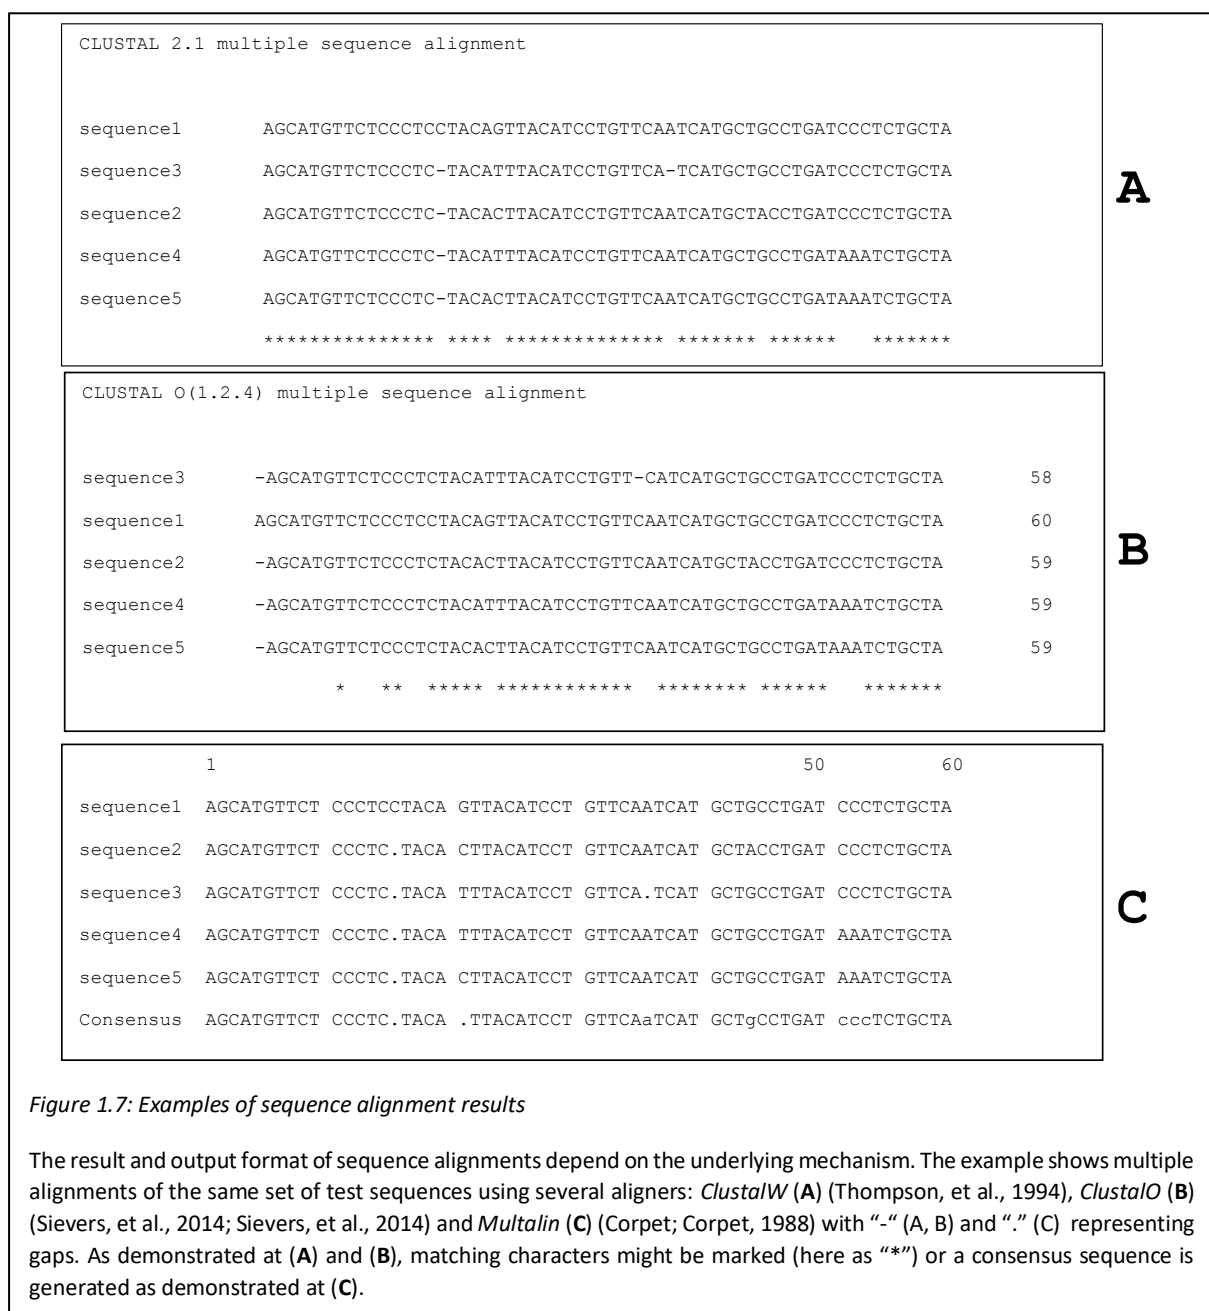 CLUSTAL 2.1 multiple sequence alignment
sequence1 AGCATGTTCTCCCTCCTACAGTTACATCCTGTTCAATCATGCTGCCTGATCCCTCTGCTA
sequence3 AGCATGTTCTCCCTC-TACATTTACATCCTGTTCA-TCATGCTGCCTGATCCCTCTGCTA
sequence2 AGCATGTTCTCCCTC-TACACTTACATCCTGTTCAATCATGCTACCTGATCCCTCTGCTA
sequence4 AGCATGTTCTCCCTC-TACATTTACATCCTGTTCAATCATGCTGCCTGATAAATCTGCTA
sequence5 AGCATGTTCTCCCTC-TACACTTACATCCTGTTCAATCATGCTGCCTGATAAATCTGCTA
*************** **** ************** ******* ****** *******
A
CLUSTAL O(1.2.4) multiple sequence alignment
sequence3 -AGCATGTTCTCCCTCTACATTTACATCCTGTT-CATCATGCTGCCTGATCCCTCTGCTA 58
sequence1 AGCATGTTCTCCCTCCTACAGTTACATCCTGTTCAATCATGCTGCCTGATCCCTCTGCTA 60
sequence2 -AGCATGTTCTCCCTCTACACTTACATCCTGTTCAATCATGCTACCTGATCCCTCTGCTA 59
sequence4 -AGCATGTTCTCCCTCTACATTTACATCCTGTTCAATCATGCTGCCTGATAAATCTGCTA 59
sequence5 -AGCATGTTCTCCCTCTACACTTACATCCTGTTCAATCATGCTGCCTGATAAATCTGCTA 59
* ** ***** ************ ******** ****** *******
B
1 50 60
sequence1 AGCATGTTCT CCCTCCTACA GTTACATCCT GTTCAATCAT GCTGCCTGAT CCCTCTGCTA
sequence2 AGCATGTTCT CCCTC.TACA CTTACATCCT GTTCAATCAT GCTACCTGAT CCCTCTGCTA
sequence3 AGCATGTTCT CCCTC.TACA TTTACATCCT GTTCA.TCAT GCTGCCTGAT CCCTCTGCTA
sequence4 AGCATGTTCT CCCTC.TACA TTTACATCCT GTTCAATCAT GCTGCCTGAT AAATCTGCTA
sequence5 AGCATGTTCT CCCTC.TACA CTTACATCCT GTTCAATCAT GCTGCCTGAT AAATCTGCTA
Consensus AGCATGTTCT CCCTC.TACA .TTACATCCT GTTCAaTCAT GCTgCCTGAT cccTCTGCTA
C
Figure 1.7: Examples of sequence alignment results
The result and output format of sequence alignments depend on the underlying mechanism. The example shows multiple
alignments of the same set of test sequences using several aligners: ClustalW (A) (Thompson, et al., 1994), ClustalO (B)
(Sievers, et al., 2014; Sievers, et al., 2014) and Multalin (C) (Corpet; Corpet, 1988) with “-“ (A, B) and “.” (C) representing
gaps. As demonstrated at (A) and (B), matching characters might be marked (here as “*”) or a consensus sequence is
generated as demonstrated at (C).